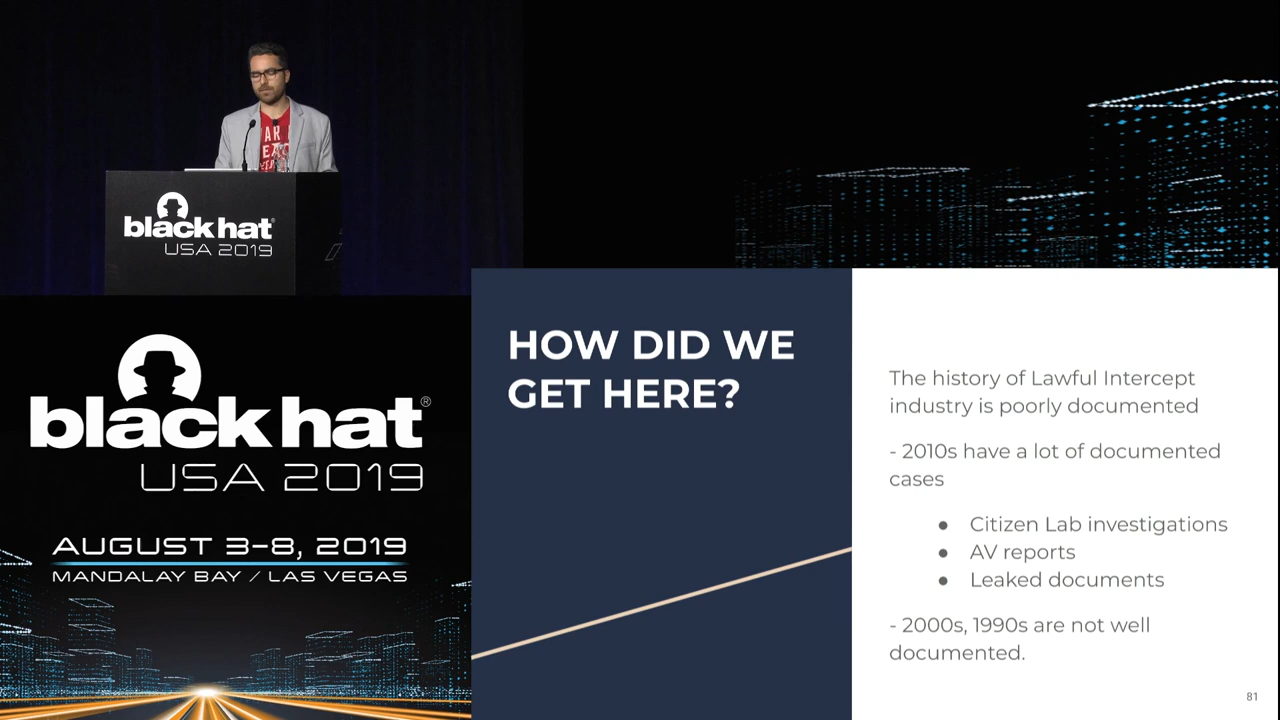 AR
EAC
black hat®
USA 2019
black hat®
USA 2019
AUGUST 3-8, 2019
MANDALAY BAY / LAS VEGAS
HOW DID WE
GET HERE?
The history of Lawful Intercept
industry is poorly documented
- 2010s have a lot of documented
cases
● Citizen Lab investigations
● AV reports
● Leaked documents
- 2000s, 1990s are not well
documented.
81